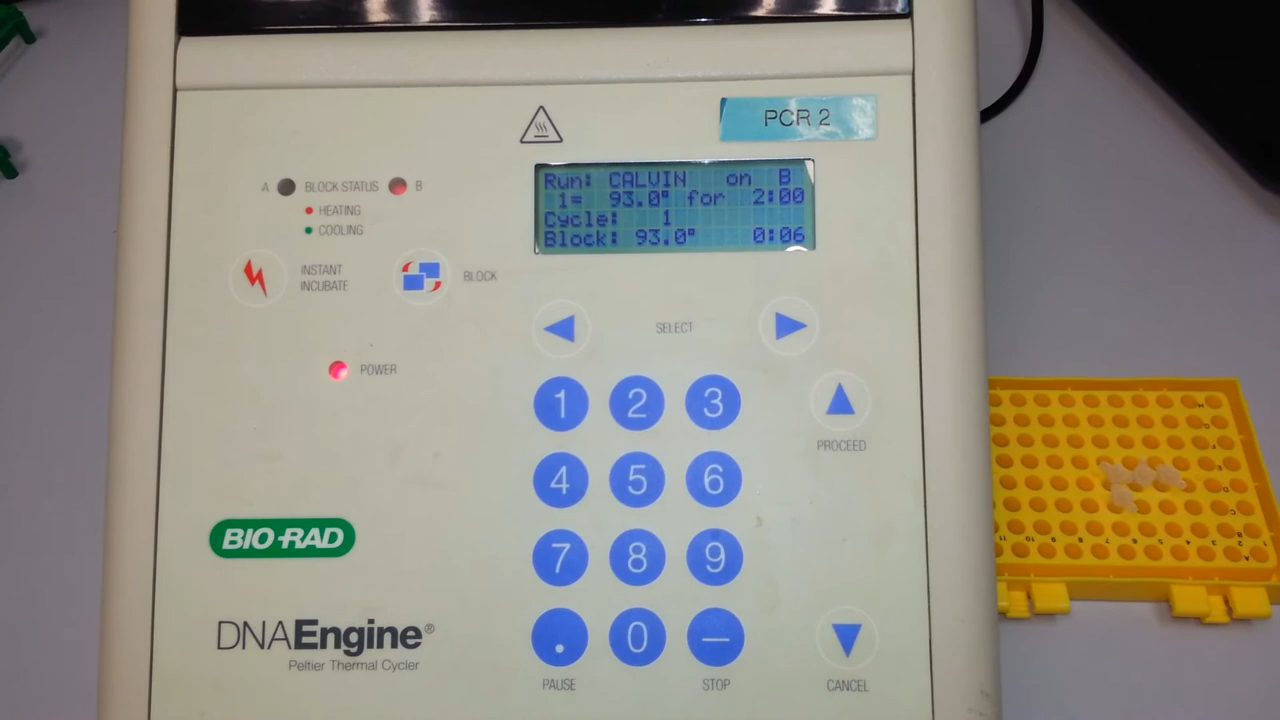 PCR 2
Run: CALVIN on B
1= 93.0° for 2:00
Cycle: 1
Block: 93.0° 0:06
A BLOCK STATUS B
HEATING
COOLING
INSTANT
INCUBATE
BLOCK
SELECT
POWER
1 2 3
PROCEED
4 5 6
7 8 9
BIO-RAD
. 0 —
DNAEngine®
Peltier Thermal Cycler
PAUSE
STOP
CANCEL